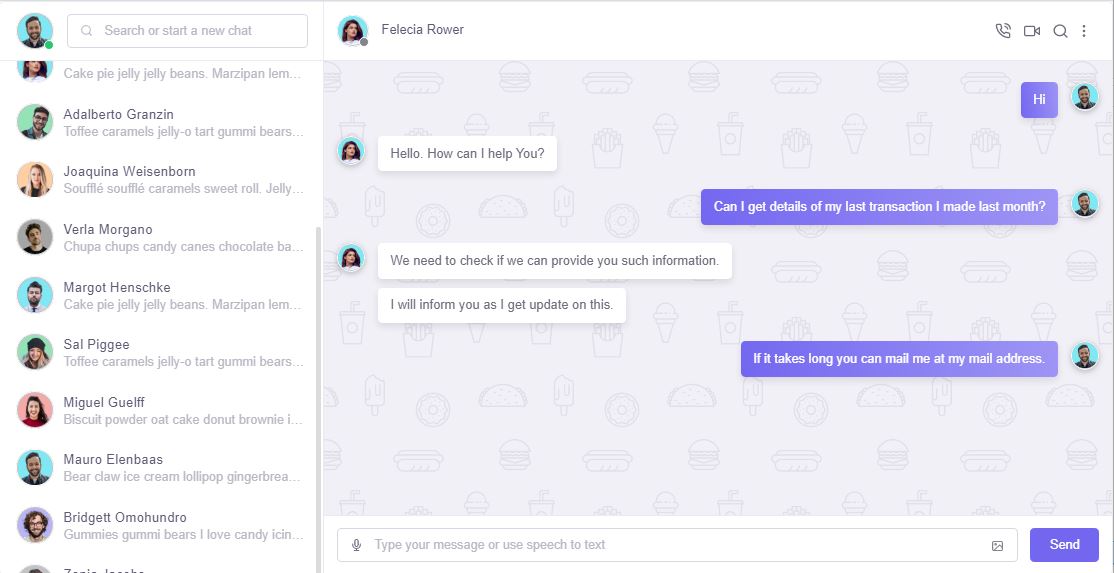 Search or start a new chat
Cake pie jelly jelly beans. Marzipan lem...
Adalberto Granzin
Toffee caramels jelly-o tart gummi bears...
Joaquina Weisenborn
Soufflé soufflé caramels sweet roll. Jelly...
Verla Morgano
Chupa chups candy canes chocolate ba...
Margot Henschke
Cake pie jelly jelly beans. Marzipan lem...
Sal Piggee
Toffee caramels jelly-o tart gummi bears...
Miguel Guelff
Biscuit powder oat cake donut brownie i...
Mauro Elenbaas
Bear claw ice cream lollipop gingerbrea...
Bridgett Omohundro
Gummies gummi bears I love candy icin...
Felecia Rower
Hi
Hello. How can I help You?
Can I get details of my last transaction I made last month?
We need to check if we can provide you such information.
I will inform you as I get update on this.
If it takes long you can mail me at my mail address.
Type your message or use speech to text
Send